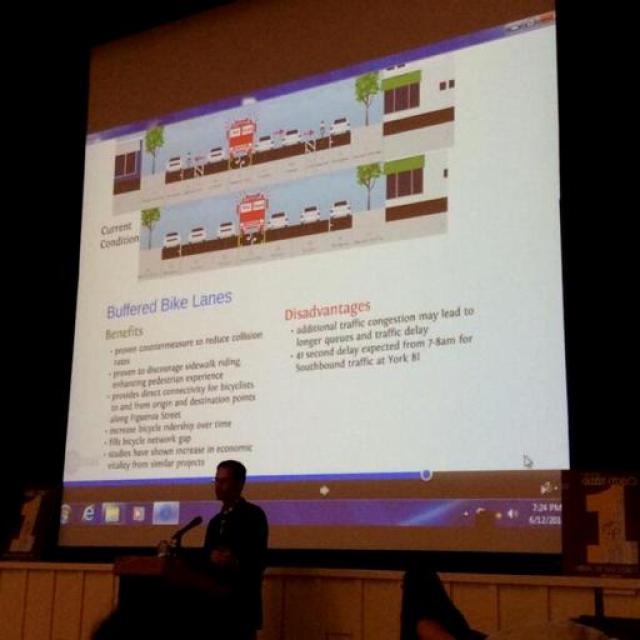 Current
Condition
Buffered Bike Lanes
Benefits
• proven countermeasure to reduce collision
rates
• proven to discourage sidewalk riding,
enhancing pedestrian experience
• provides direct connectivity for bicyclists
to and from origin and destination points
along Figueroa Street
• increase bicycle ridership over time
• fills bicycle network gap
• studies have shown increase in economic
vitality from similar projects
Disadvantages
• additional traffic congestion may lead to
longer queues and traffic delay
• 41 second delay expected from 7-8am for
Southbound traffic at York Bl
7:24 PM
6/12/201
1
1